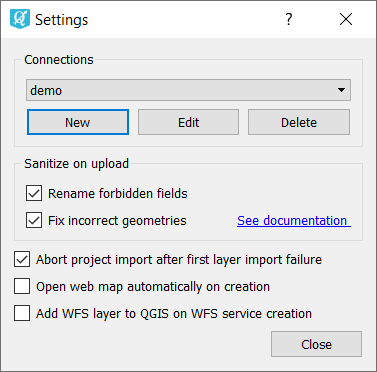 Settings
Connections
demo
New Edit Delete
Sanitize on upload
Rename forbidden fields
Fix incorrect geometries See documentation
Abort project import after first layer import failure
Open web map automatically on creation
Add WFS layer to QGIS on WFS service creation
Close